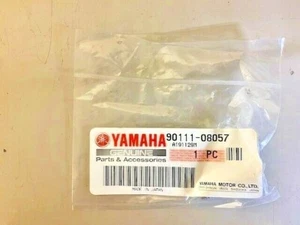 YAMAHA 90111-08057
GENUINE
Parts & Accessories
1 PC
MADE IN JAPAN
YAMAHA MOTOR CO.,LTD.